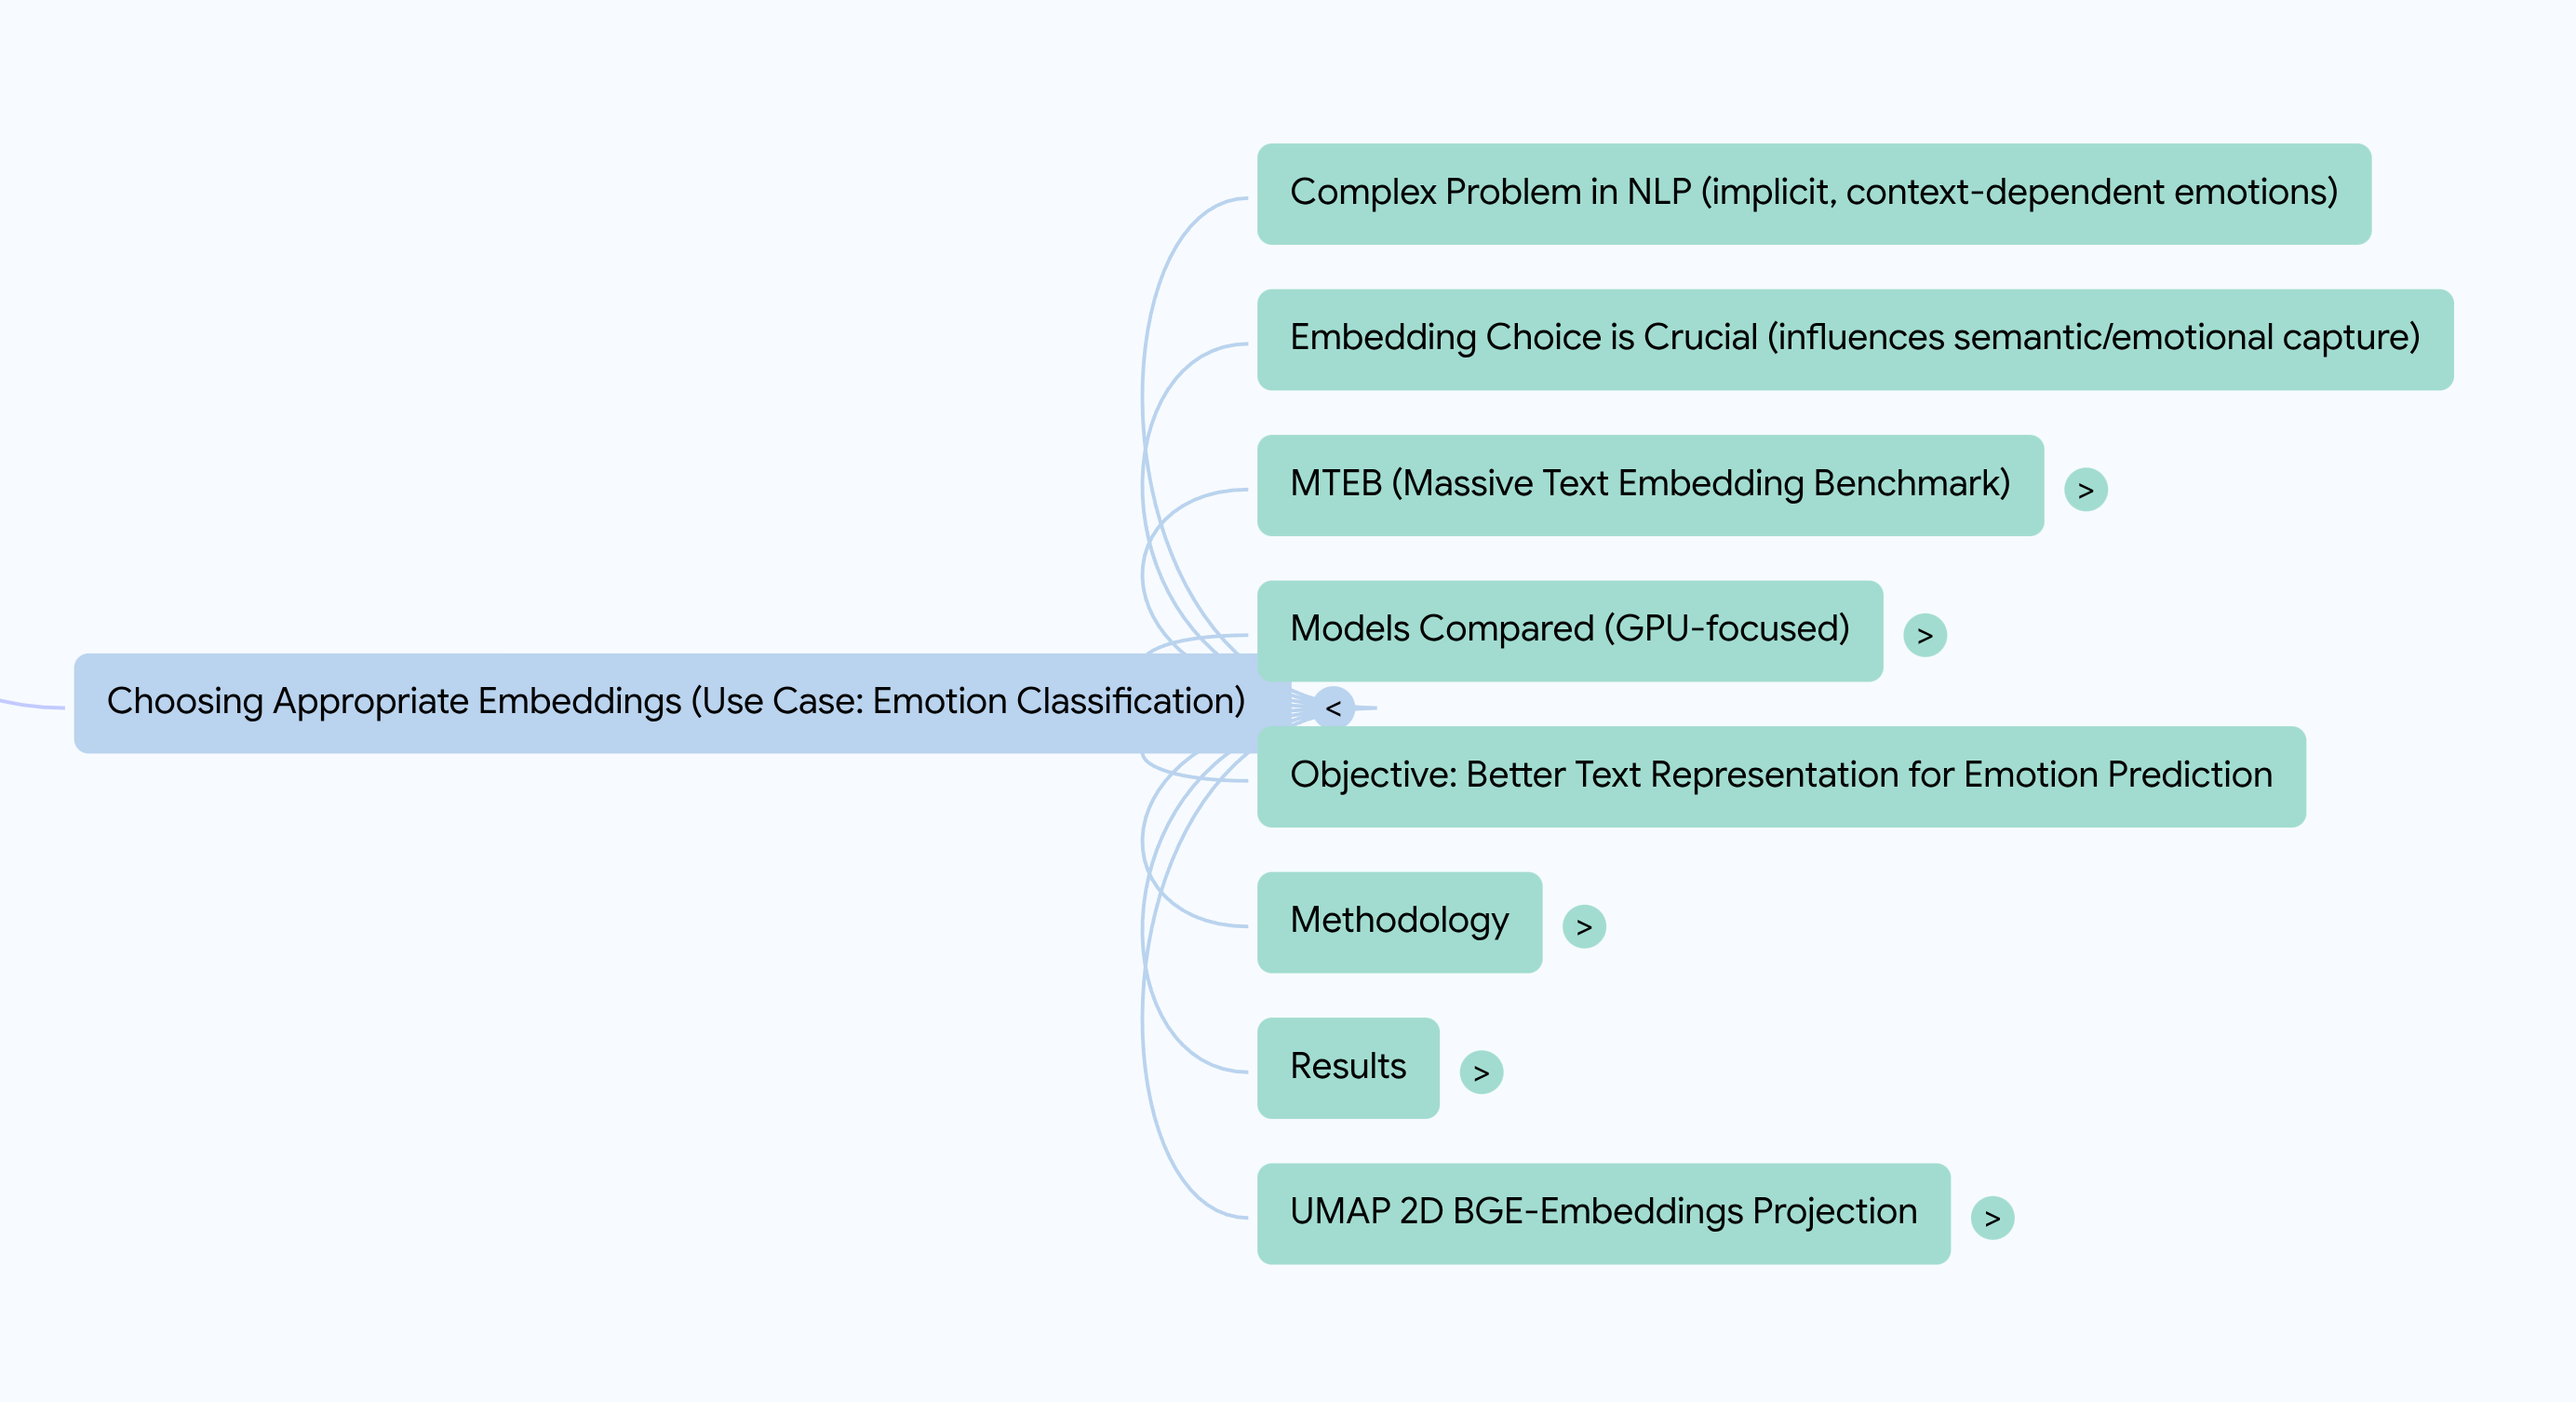 Complex Problem in NLP (implicit, context-dependent emotions)
Embedding Choice is Crucial (influences semantic/emotional capture)
MTEB (Massive Text Embedding Benchmark) >
Models Compared (GPU-focused) >
Choosing Appropriate Embeddings (Use Case: Emotion Classification) <
Objective: Better Text Representation for Emotion Prediction
Methodology >
Results >
UMAP 2D BGE-Embeddings Projection >